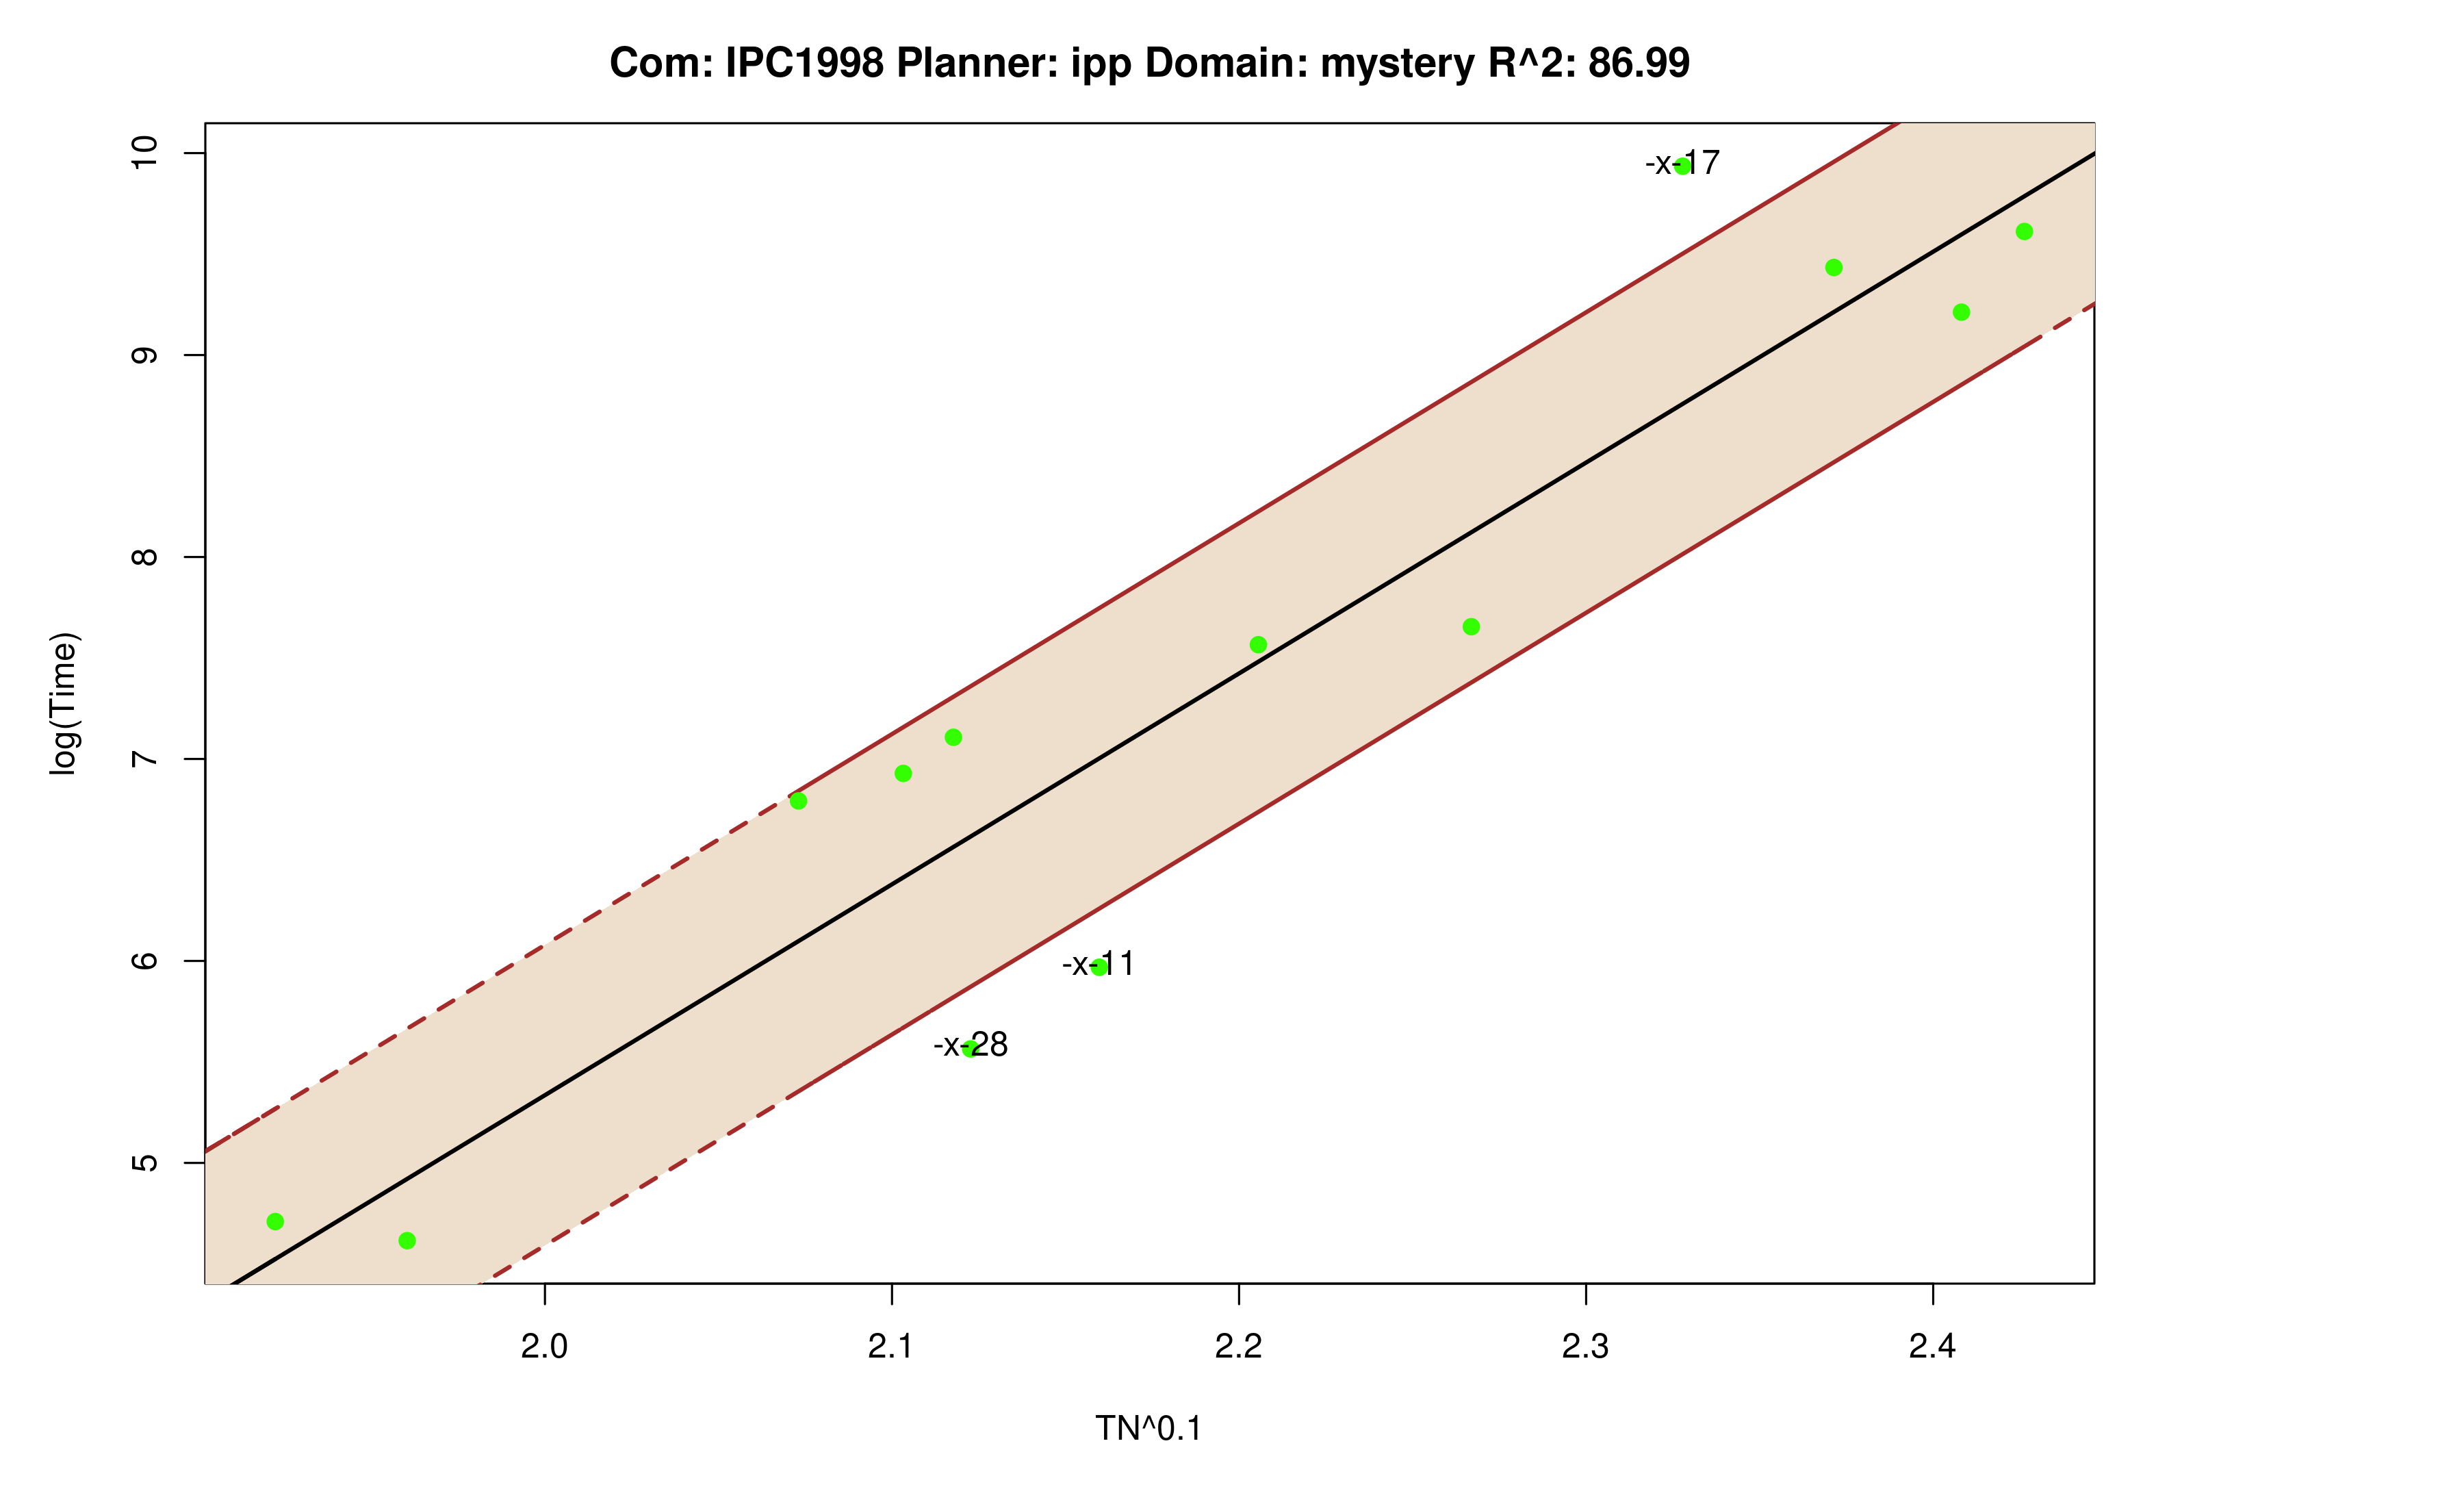 Com: IPC1998 Planner: ipp Domain: mystery R^2: 86.99
10
9
8
7
6
5
log(Time)
-x-17
-x-11
-x-28
2.0 2.1 2.2 2.3 2.4
TN^0.1